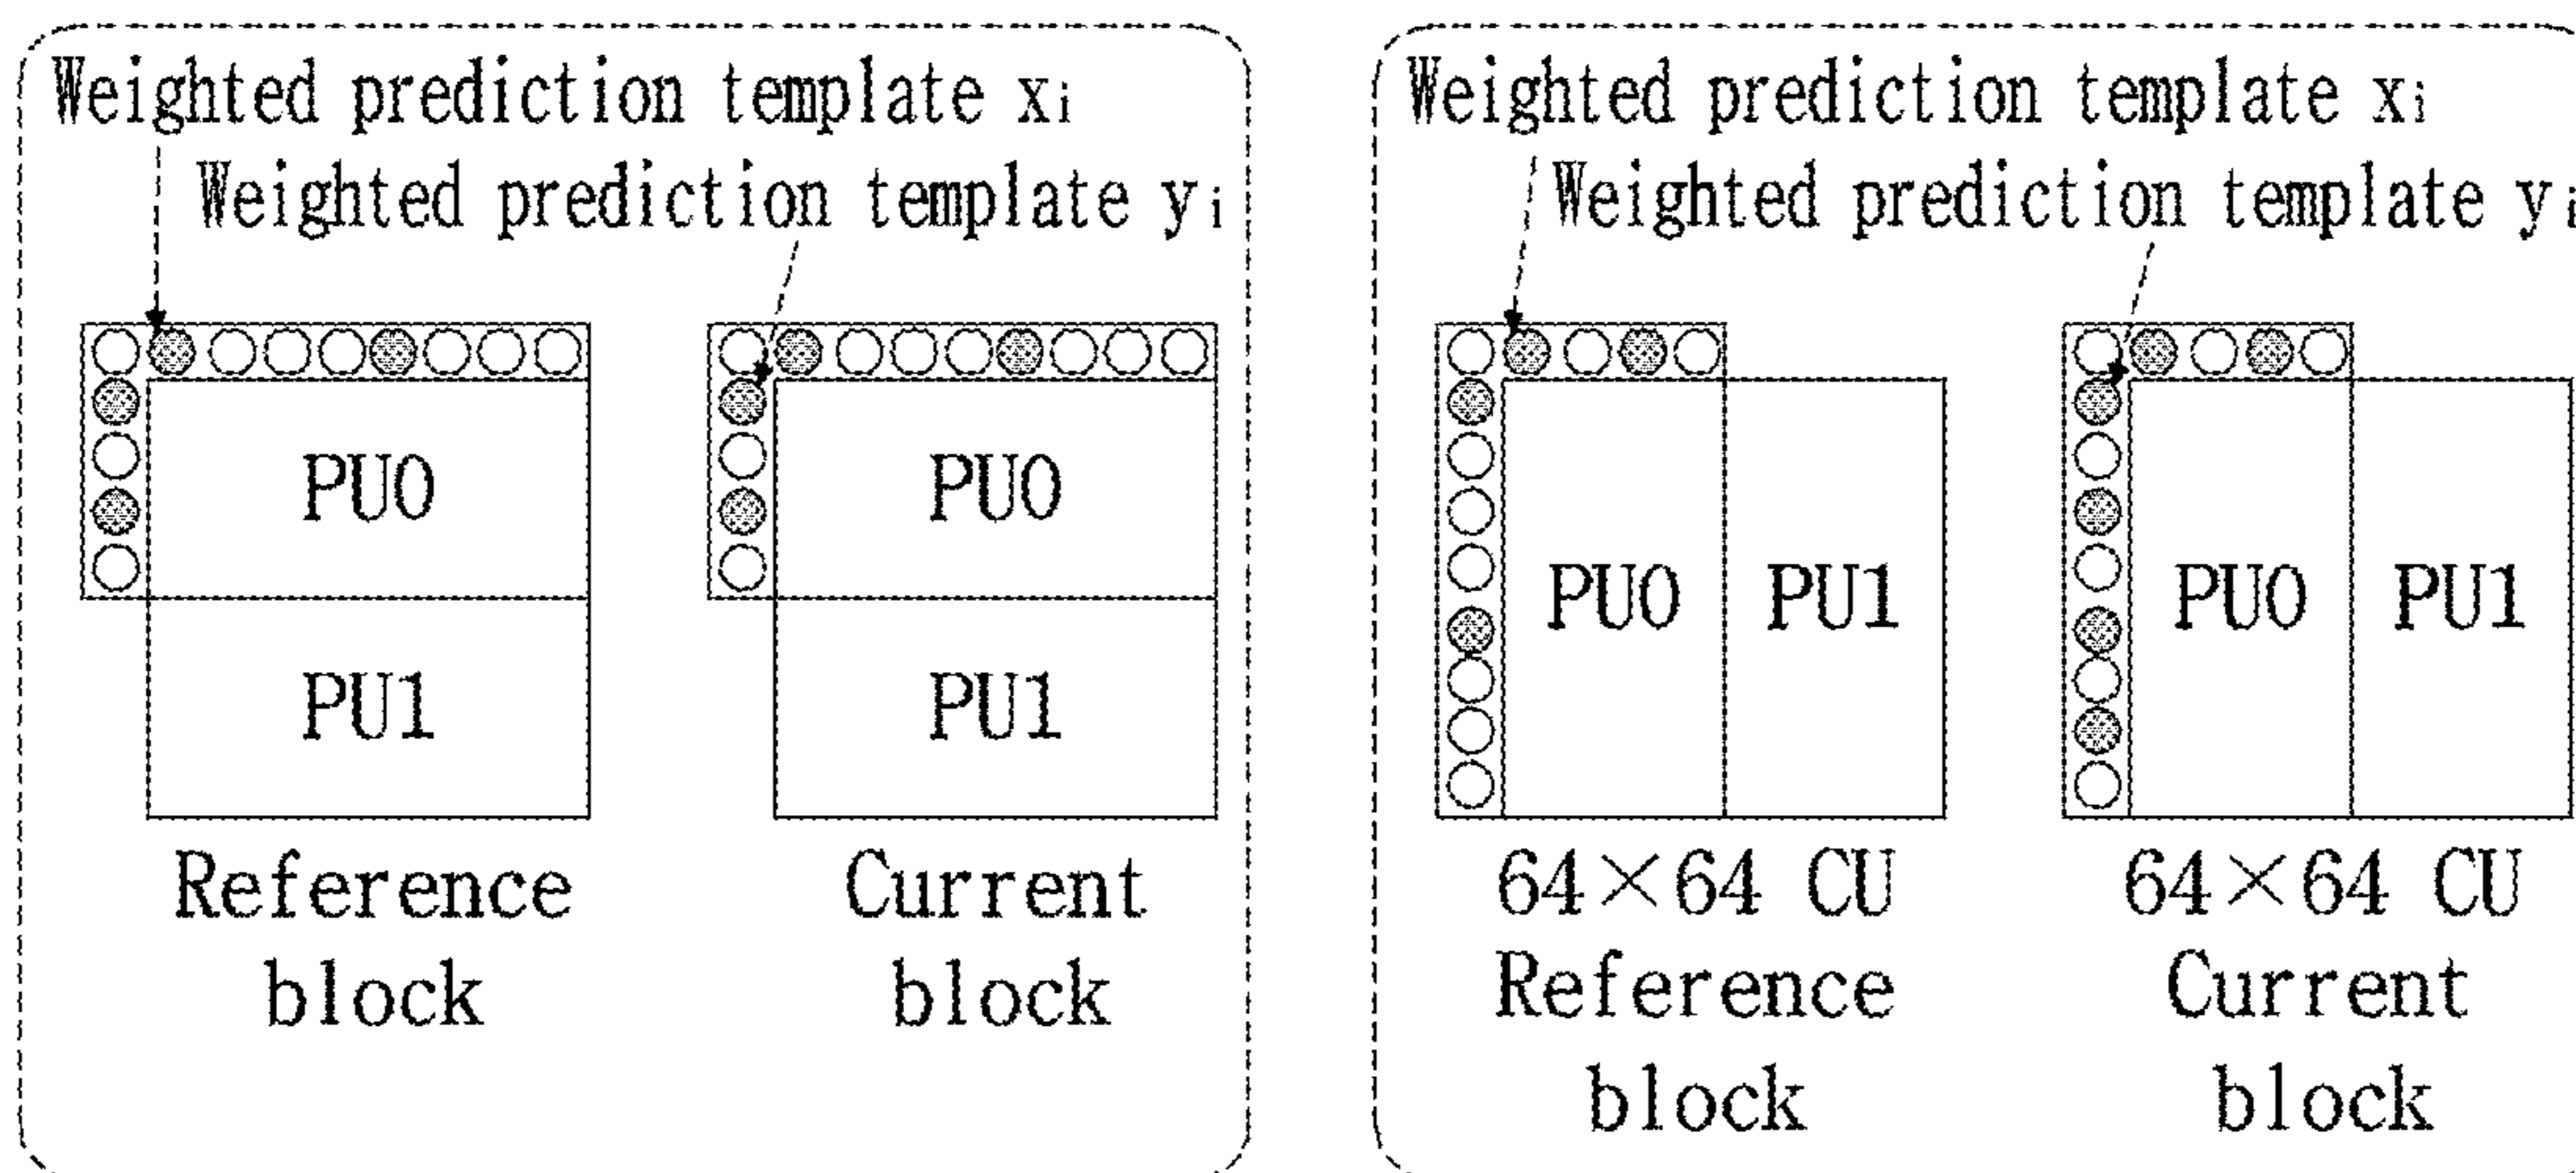 Weighted prediction template xi
Weighted prediction template yi
PU0
PU1
Reference
block
PU0
PU1
Current
block
Weighted prediction template xi
Weighted prediction template yi
PU0
PU1
64×64 CU
Reference
block
PU0
PU1
64×64 CU
Current
block